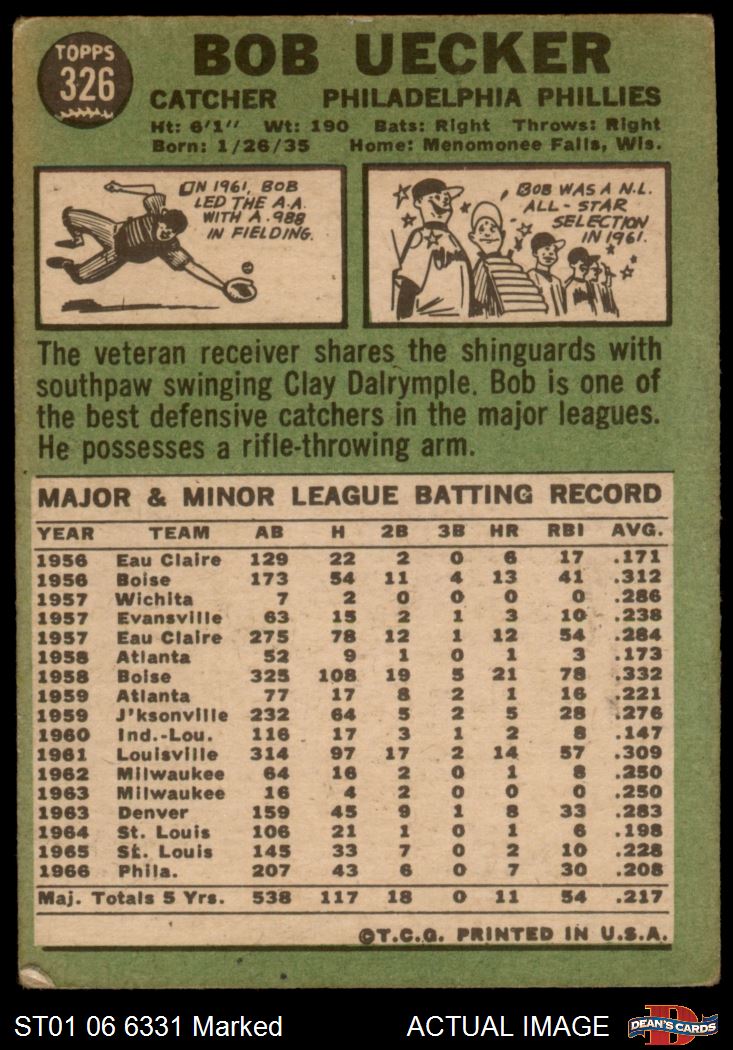 TOPPS
326
BOB UECKER
CATCHER PHILADELPHIA PHILLIES
Ht: 6'1" Wt: 190 Bats: Right Throws: Right
Born: 1/26/35 Home: Menomonee Falls, Wis.
IN 1961, BOB
LED THE A.A.
WITH A .988
IN FIELDING.
BOB WAS A N.L.
ALL-STAR
SELECTION
IN 1961.
The veteran receiver shares the shinguards with
southpaw swinging Clay Dalrymple. Bob is one of
the best defensive catchers in the major leagues.
He possesses a rifle-throwing arm.
MAJOR & MINOR LEAGUE BATTING RECORD
YEAR TEAM AB H 2B 3B HR RBI AVG.
1956 Eau Claire 129 22 2 0 6 17 .171
1956 Boise 173 54 11 4 13 41 .312
1957 Wichita 7 2 0 0 0 0 .286
1957 Evansville 63 15 2 1 3 10 .238
1957 Eau Claire 275 78 12 1 12 54 .284
1958 Atlanta 52 9 1 0 1 3 .173
1958 Boise 325 108 19 5 21 78 .332
1959 Atlanta 77 17 8 2 1 16 .221
1959 J'ksonville 232 64 5 2 5 28 .276
1960 Ind.-Lou. 116 17 3 1 2 8 .147
1961 Louisville 314 97 17 2 14 57 .309
1962 Milwaukee 64 16 2 0 1 8 .250
1963 Milwaukee 16 4 2 0 0 0 .250
1963 Denver 159 45 9 1 8 33 .283
1964 St. Louis 106 21 1 0 1 6 .198
1965 St. Louis 145 33 7 0 2 10 .228
1966 Phila. 207 43 6 0 7 30 .208
Maj. Totals 5 Yrs. 538 117 18 0 11 54 .217
©T.C.G. PRINTED IN U.S.A.
ST01 06 6331 Marked ACTUAL IMAGE
DEAN'S CARDS